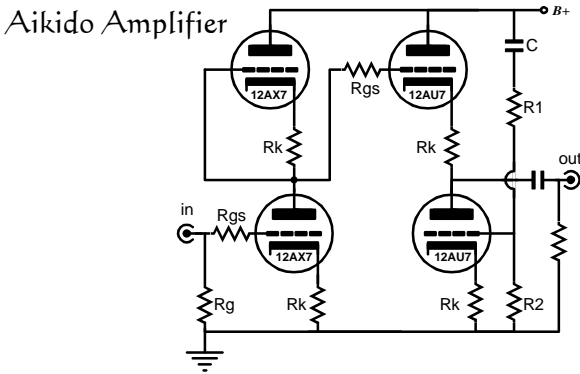 Aikido Amplifier
B+
C
12AX7
Rgs
12AU7
R1
Rk
Rk
out
in
Rgs
12AX7
12AU7
Rg
Rk
Rk
R2